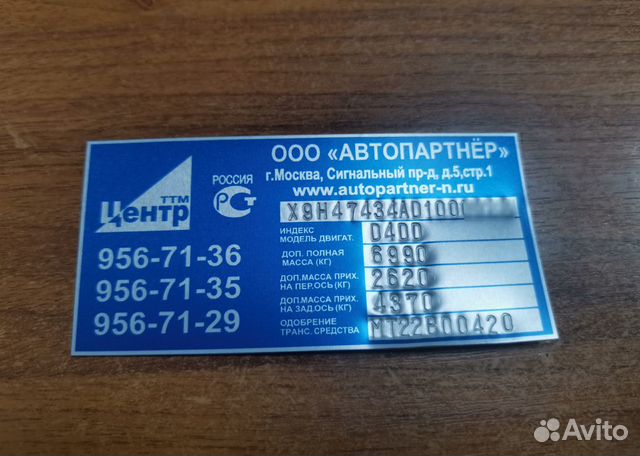 ООО «АВТОПАРТНЁР»
г.Москва, Сигнальный пр-д, д.5,стр.1
www.autopartner-n.ru
ТТМ
Центр
РОССИЯ
РСТ
956-71-36
956-71-35
956-71-29
X9H47434AD100
ИНДЕКС
МОДЕЛЬ ДВИГАТ.
D4DD
ДОП. ПОЛНАЯ
МАССА (КГ)
6990
ДОП.МАССА ПРИХ.
НА ПЕР.ОСЬ (КГ)
2620
ДОП.МАССА ПРИХ.
НА ЗАД.ОСЬ (КГ)
4370
ОДОБРЕНИЕ
ТРАНС. СРЕДСТВА
МТ22В00420
Avito